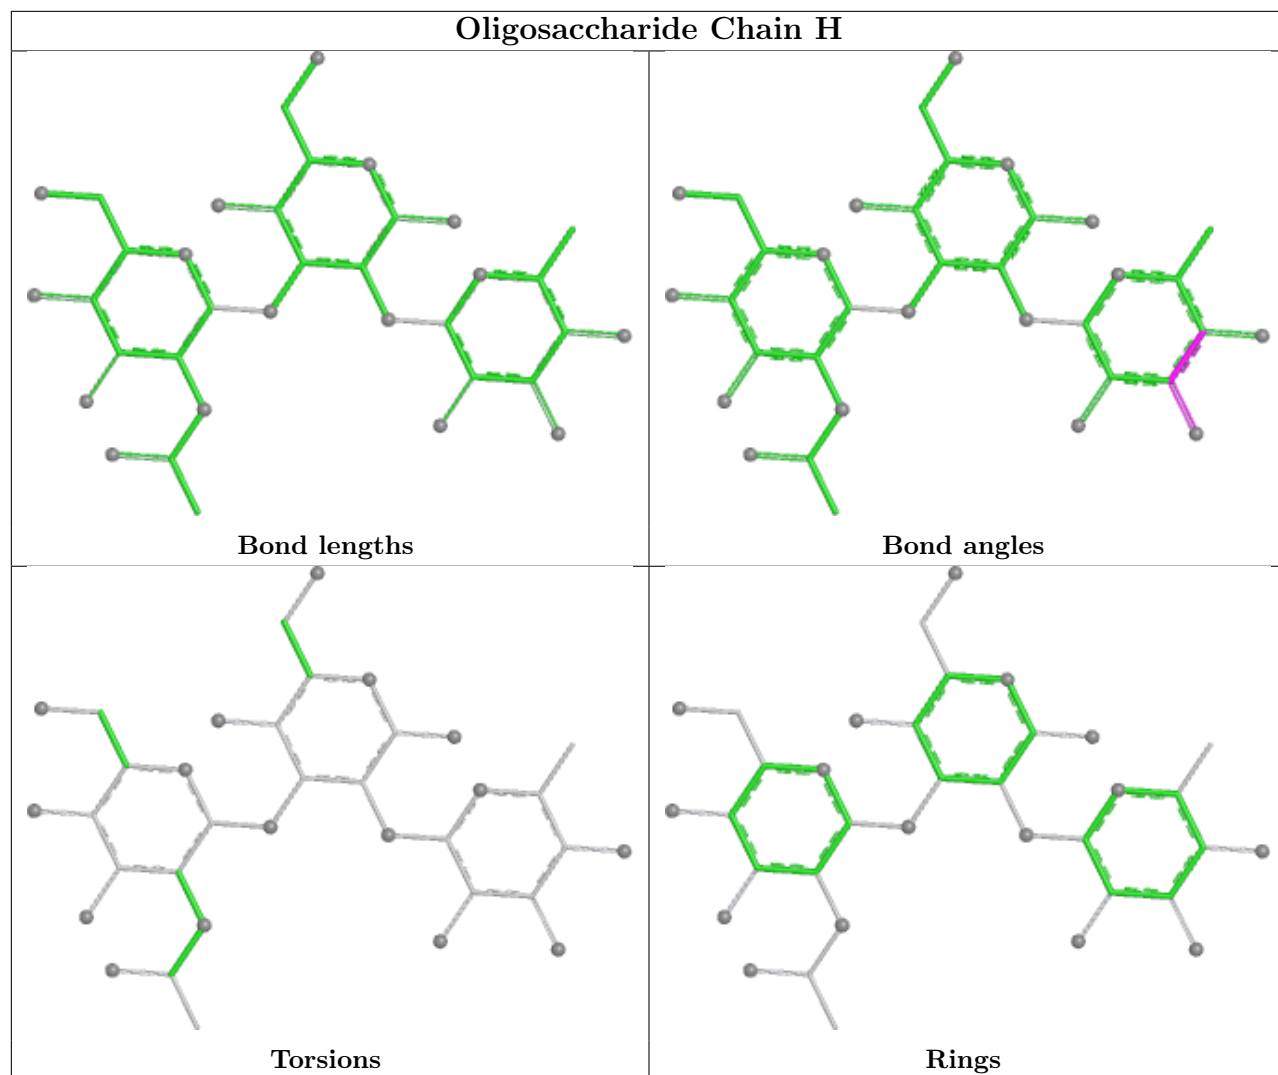 Oligosaccharide Chain H
Bond lengths
Bond angles
Torsions
Rings